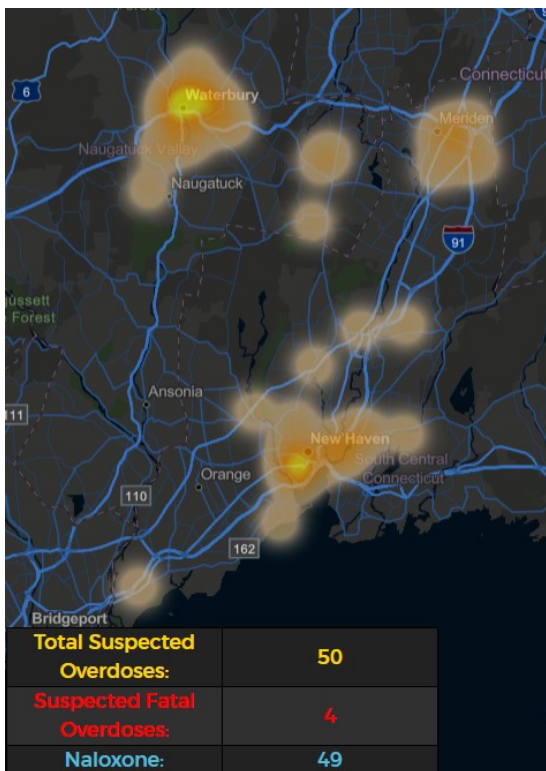 Connecticut
6
Waterbury
Meriden
Naugatuck Valley
Naugatuck
91
gussett
Forest
Ansonia
111
New Haven
South Central
Connecticut
Orange
110
162
Bridgeport
Total Suspected
Overdoses:
50
Suspected Fatal
Overdoses:
4
Naloxone:
49